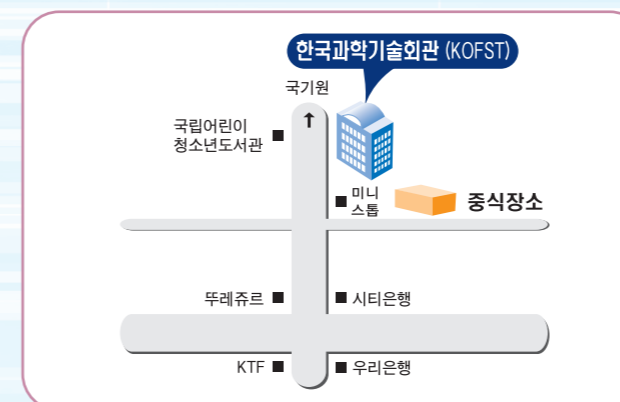 한국과학기술회관 (KOFST)
국기원
국립어린이
청소년도서관
미니
스톱
중식장소
뚜레쥬르
시티은행
KTF
우리은행